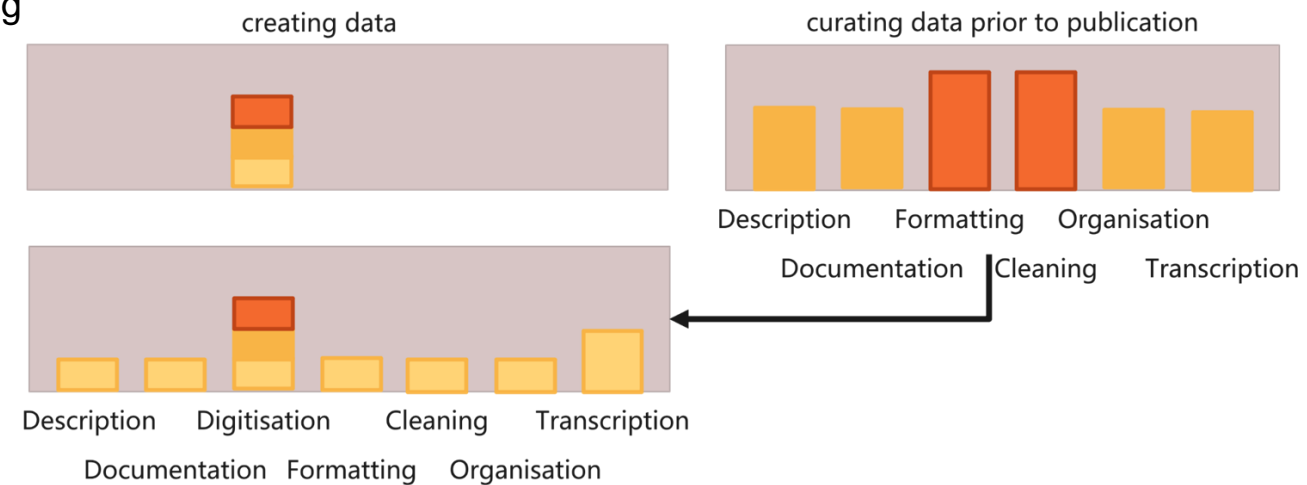 g
creating data
curating data prior to publication
Description Formatting Organisation
Documentation Cleaning Transcription
Description Digitisation Cleaning Transcription
Documentation Formatting Organisation